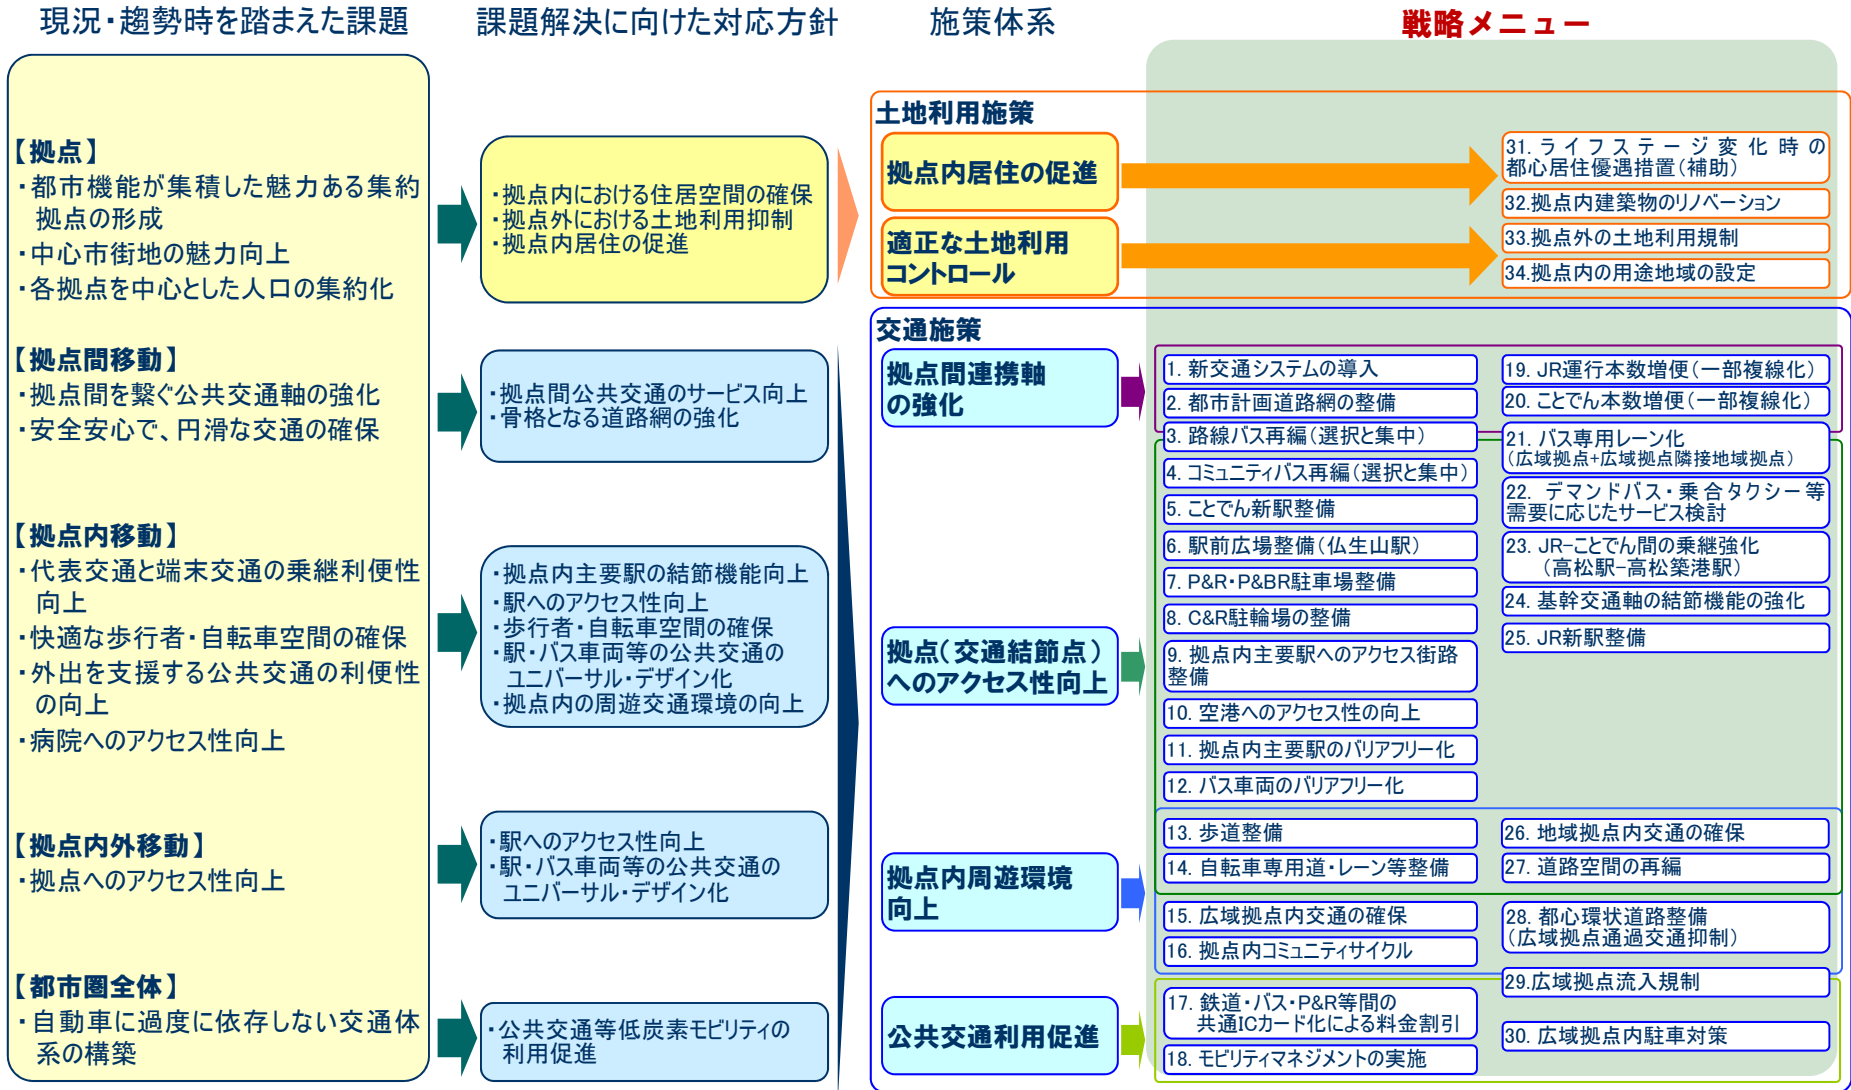 現況・趨勢時を踏まえた課題
課題解決に向けた対応方針
施策体系
戦略メニュー
【拠点】
・都市機能が集積した魅力ある集約
拠点の形成
・中心市街地の魅力向上
・各拠点を中心とした人口の集約化
【拠点間移動】
・拠点間を繋ぐ公共交通軸の強化
・安全安心で、円滑な交通の確保
【拠点内移動】
・代表交通と端末交通の乗継利便性
向上
・快適な歩行者・自転車空間の確保
・外出を支援する公共交通の利便性
の向上
・病院へのアクセス性向上
【拠点内外移動】
・拠点へのアクセス性向上
【都市圏全体】
・自動車に過度に依存しない交通体
系の構築
・拠点内における住居空間の確保
・拠点外における土地利用抑制
・拠点内居住の促進
・拠点間公共交通のサービス向上
・骨格となる道路網の強化
・拠点内主要駅の結節機能向上
・駅へのアクセス性向上
・歩行者・自転車空間の確保
・駅・バス車両等の公共交通の
ユニバーサル・デザイン化
・拠点内の周遊交通環境の向上
・駅へのアクセス性向上
・駅・バス車両等の公共交通の
ユニバーサル・デザイン化
・公共交通等低炭素モビリティの
利用促進
土地利用施策
拠点内居住の促進
適正な土地利用
コントロール
31. ライフステージ変化時の
都心居住優遇措置（補助）
32.拠点内建築物のリノベーション
33.拠点外の土地利用規制
34.拠点内の用途地域の設定
交通施策
拠点間連携軸
の強化
拠点（交通結節点）
へのアクセス性向上
拠点内周遊環境
向上
公共交通利用促進
1. 新交通システムの導入
2. 都市計画道路網の整備
3. 路線バス再編（選択と集中）
4. コミュニティバス再編（選択と集中）
5. ことでん新駅整備
6. 駅前広場整備（仏生山駅）
7. P&R・P&BR駐車場整備
8. C&R駐輪場の整備
9. 拠点内主要駅へのアクセス街路
整備
10. 空港へのアクセス性の向上
11. 拠点内主要駅のバリアフリー化
12. バス車両のバリアフリー化
13. 歩道整備
14. 自転車専用道・レーン等整備
15. 広域拠点内交通の確保
16. 拠点内コミュニティサイクル
17. 鉄道・バス・P&R等間の
共通ICカード化による料金割引
18. モビリティマネジメントの実施
19. JR運行本数増便（一部複線化）
20. ことでん本数増便（一部複線化）
21. バス専用レーン化
（広域拠点+広域拠点隣接地域拠点）
22. デマンドバス・乗合タクシー等
需要に応じたサービス検討
23. JR-ことでん間の乗継強化
（高松駅-高松築港駅）
24. 基幹交通軸の結節機能の強化
25. JR新駅整備
26. 地域拠点内交通の確保
27. 道路空間の再編
28. 都心環状道路整備
（広域拠点通過交通抑制）
29.広域拠点流入規制
30. 広域拠点内駐車対策